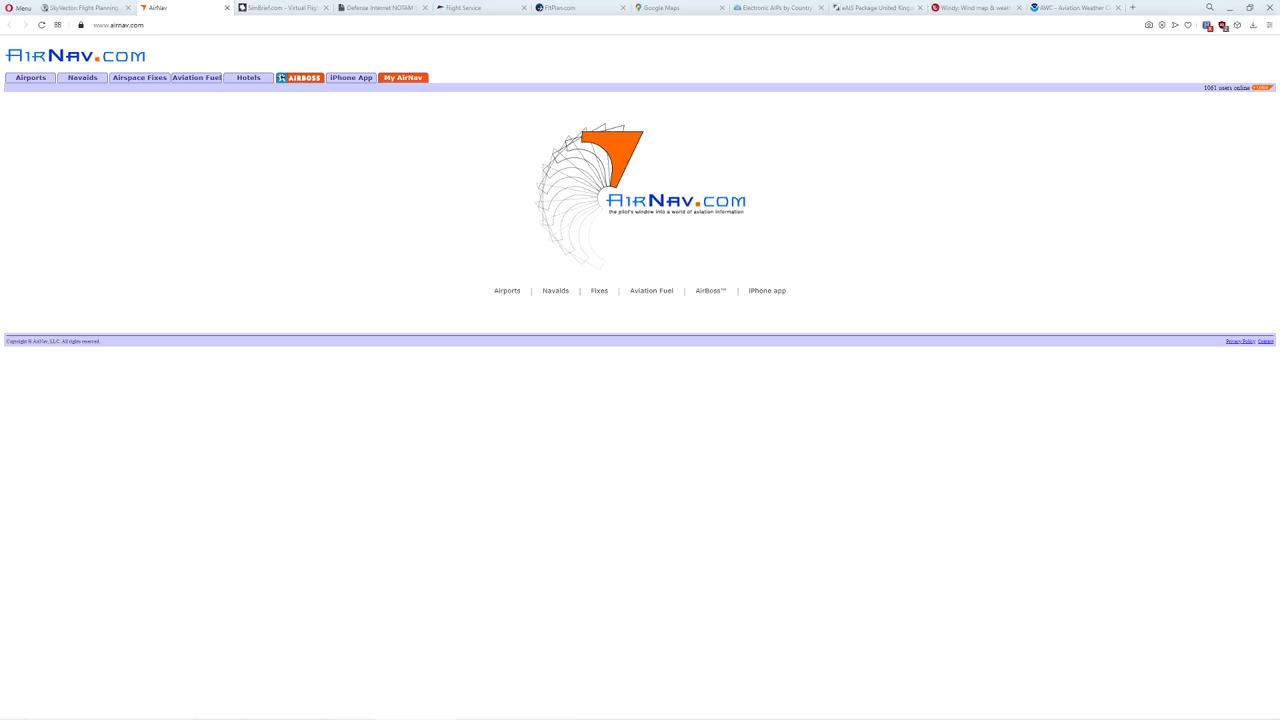 Menu SkyVector: Flight Planning AirNav SimBrief.com - Virtual Fligh Defense Internet NOTAM S Flight Service FltPlan.com Google Maps Electronic AIPs by Country eAIS Package United King Windy: Wind map & weath AWC - Aviation Weather Ce
www.airnav.com
AIRNAV.COM
Airports Navaids Airspace Fixes Aviation Fuel Hotels AIRBOSS iPhone App My AirNav
1061 users online
AIRNAV.COM
the pilot's window into a world of aviation information
Airports | Navaids | Fixes | Aviation Fuel | AirBoss™ | iPhone app
Copyright © AirNav, LLC. All rights reserved. Privacy Policy Contact